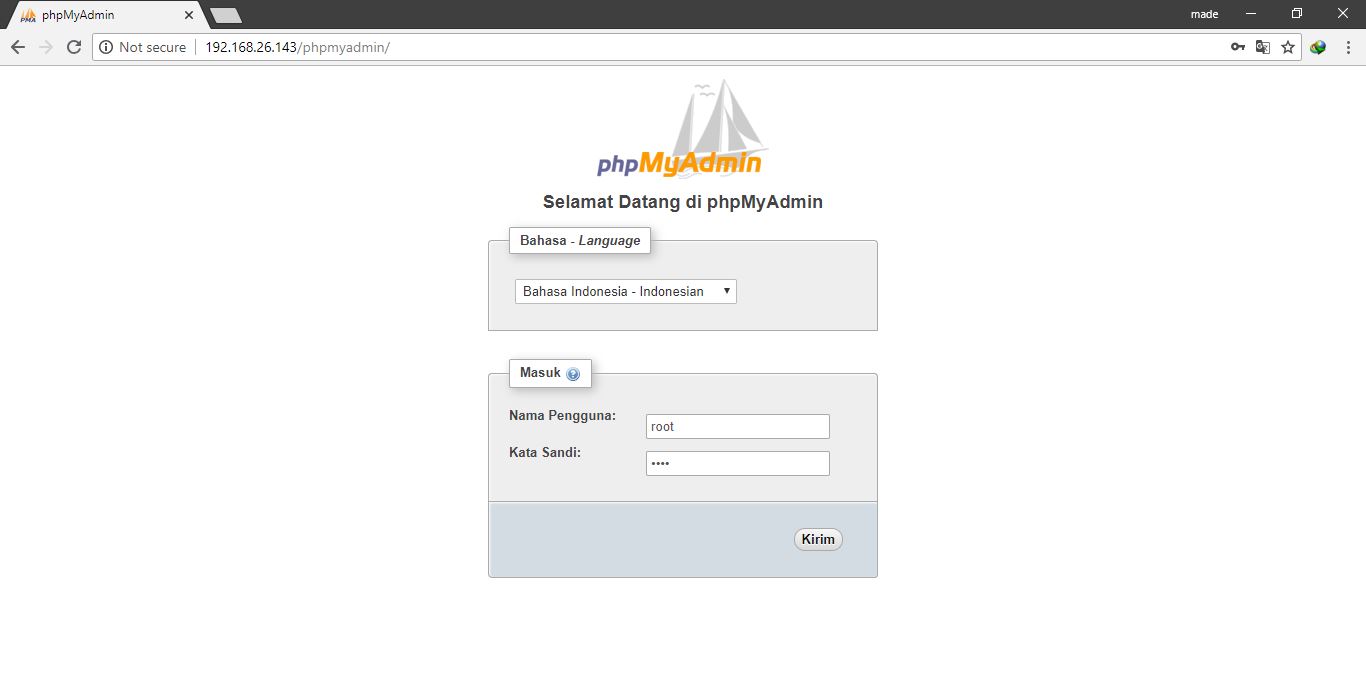 phpMyAdmin
made
Not secure
192.168.26.143/phpmyadmin/
phpMyAdmin
Selamat Datang di phpMyAdmin
Bahasa - Language
Bahasa Indonesia - Indonesian
Masuk
Nama Pengguna:
root
Kata Sandi:
••••
Kirim